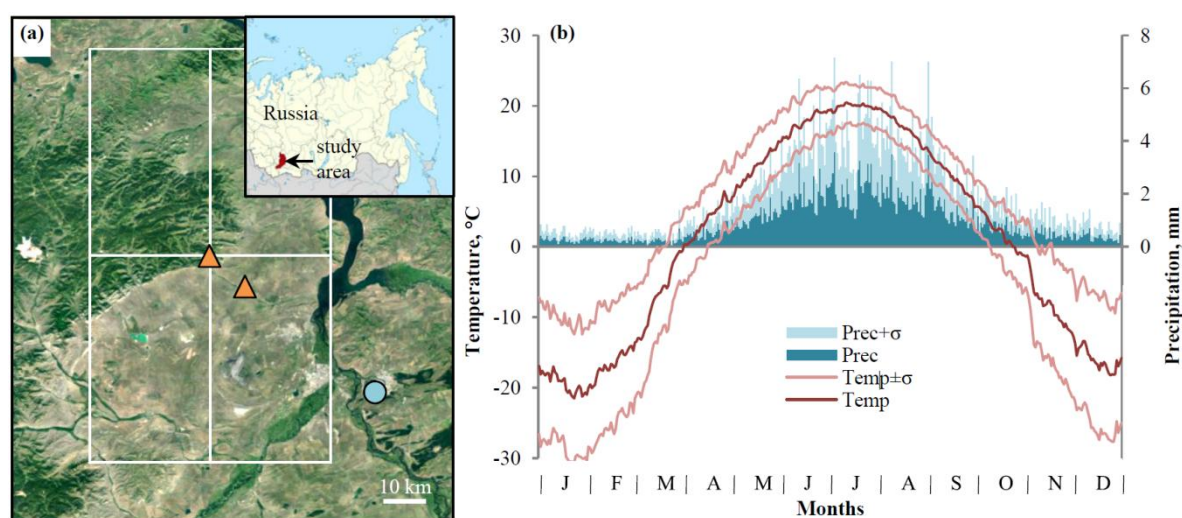 (a)
Russia
study
area
10 km
(b)
Temperature, °C
30
20
10
0
-10
-20
-30
8
6
4
2
0
Precipitation, mm
Prec+σ
Prec
Temp±σ
Temp
J F M A M J J A S O N D
Months